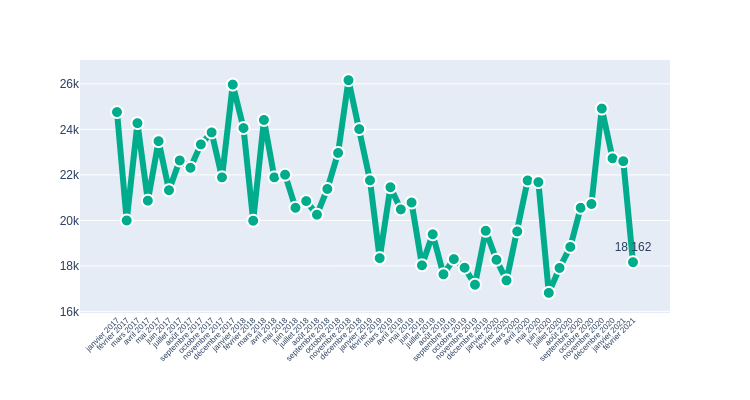 26k
24k
22k
20k
18k
16k
18 162
janvier 2017
février 2017
mars 2017
avril 2017
mai 2017
juin 2017
juillet 2017
août 2017
septembre 2017
octobre 2017
novembre 2017
décembre 2017
janvier 2018
février 2018
mars 2018
avril 2018
mai 2018
juin 2018
juillet 2018
août 2018
septembre 2018
octobre 2018
novembre 2018
décembre 2018
janvier 2019
février 2019
mars 2019
avril 2019
mai 2019
juin 2019
juillet 2019
août 2019
septembre 2019
octobre 2019
novembre 2019
décembre 2019
janvier 2020
février 2020
mars 2020
avril 2020
mai 2020
juin 2020
juillet 2020
août 2020
septembre 2020
octobre 2020
novembre 2020
décembre 2020
janvier 2021
février 2021